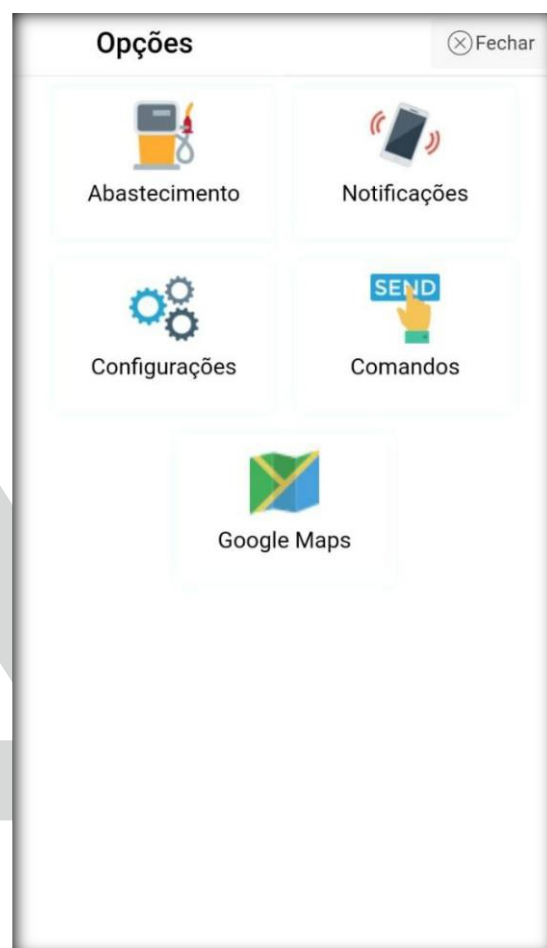 Opções
Fechar
Abastecimento
Notificações
SEND
Configurações
Comandos
Google Maps